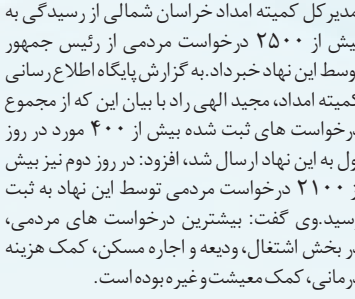 مدیرکل کمیته امداد خراسان شمالی از رسیدگی به
بیش از ۲۵۰۰ درخواست مردمی از رئیس جمهور
توسط این نهاد خبر داد.به گزارش پایگاه اطلاع رسانی
کمیته امداد، مجید الهی راد با بیان این که از مجموع
درخواست های ثبت شده بیش از ۴۰۰ مورد در روز
اول به این نهاد ارسال شد، افزود: در روز دوم نیز بیش
از ۲۱۰۰ درخواست مردمی توسط این نهاد به ثبت
رسید.وی گفت: بیشترین درخواست های مردمی،
در بخش اشتغال، ودیعه و اجاره مسکن، کمک هزینه
درمانی، کمک معیشت و غیره بوده است.